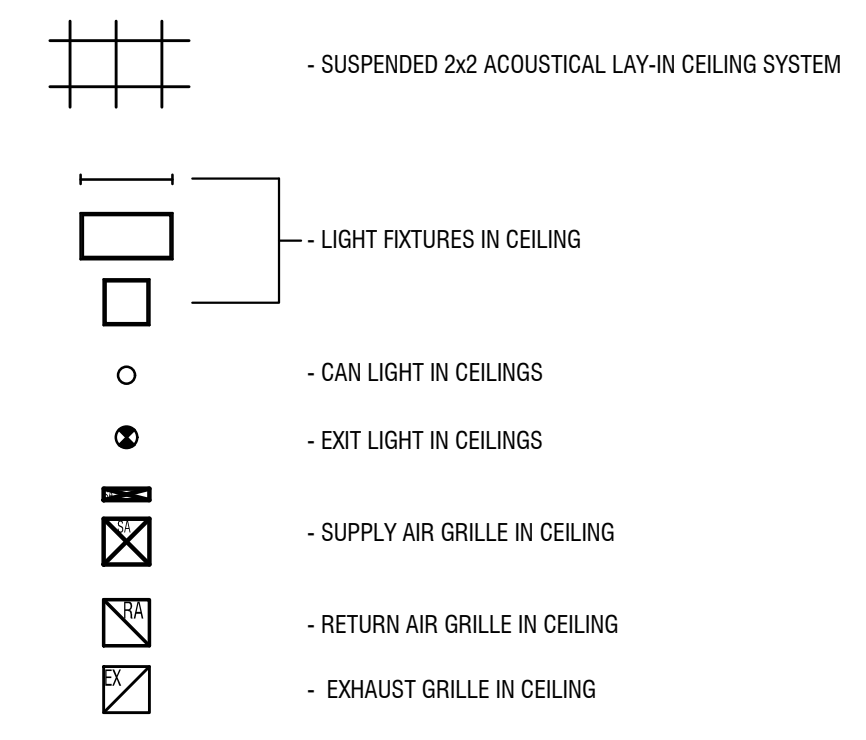 - SUSPENDED 2x2 ACOUSTICAL LAY-IN CEILING SYSTEM
- LIGHT FIXTURES IN CEILING
- CAN LIGHT IN CEILINGS
- EXIT LIGHT IN CEILINGS
SA
- SUPPLY AIR GRILLE IN CEILING
RA
- RETURN AIR GRILLE IN CEILING
EX
- EXHAUST GRILLE IN CEILING